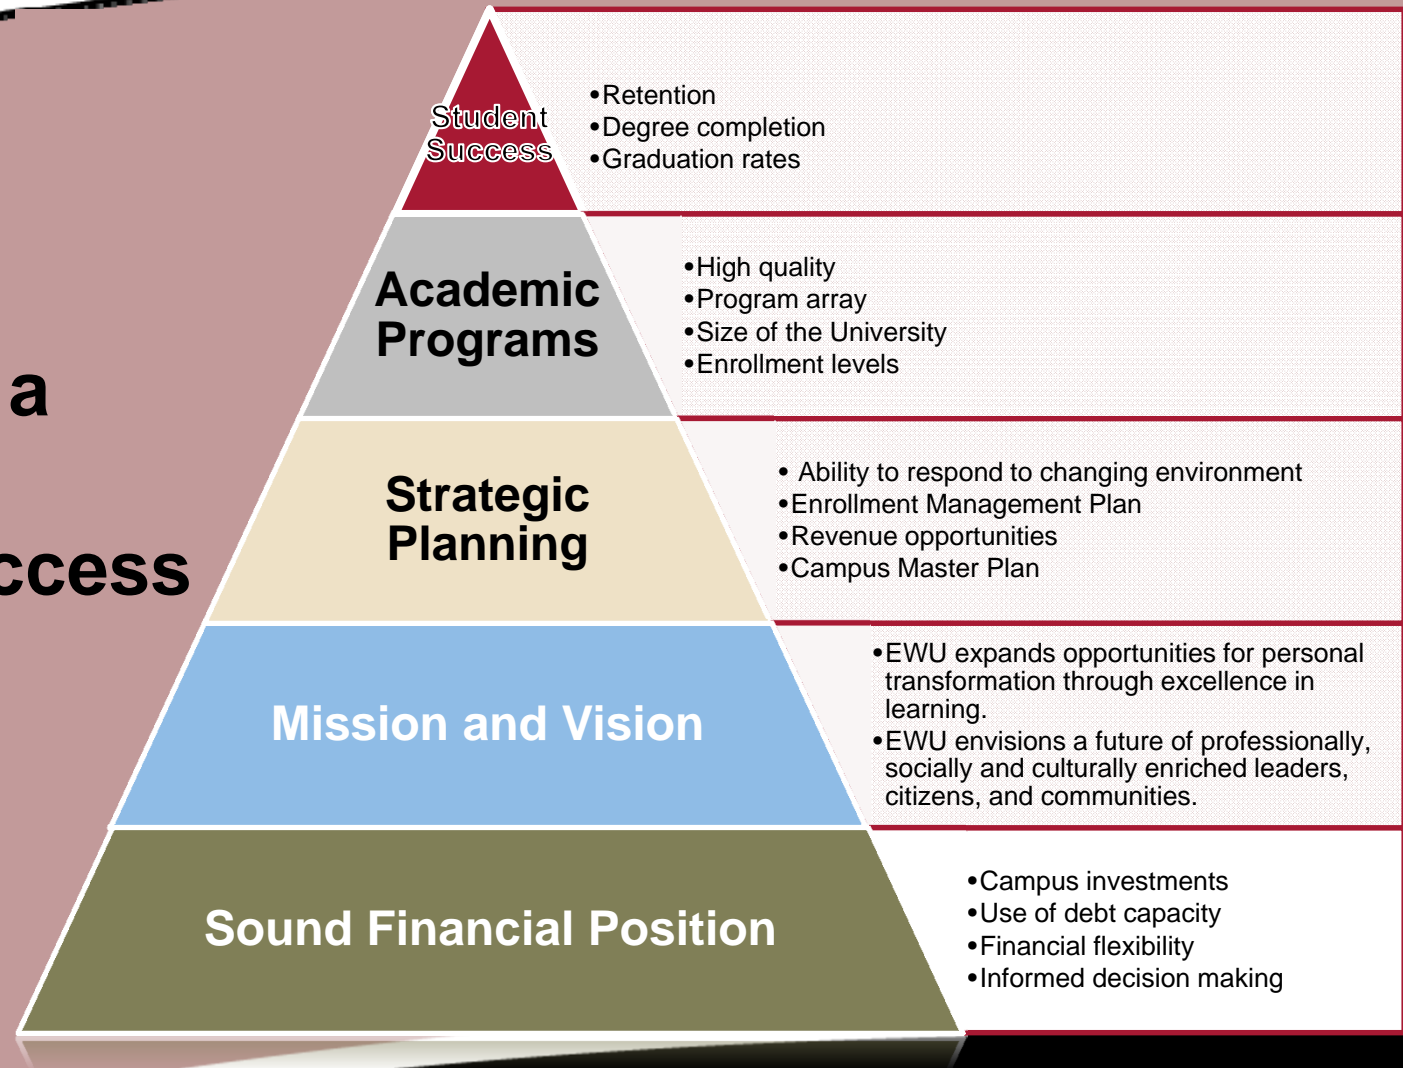 a
ccess
Student
Success
•Retention
•Degree completion
•Graduation rates
Academic
Programs
•High quality
•Program array
•Size of the University
•Enrollment levels
Strategic
Planning
• Ability to respond to changing environment
•Enrollment Management Plan
•Revenue opportunities
•Campus Master Plan
Mission and Vision
•EWU expands opportunities for personal
transformation through excellence in
learning.
•EWU envisions a future of professionally,
socially and culturally enriched leaders,
citizens, and communities.
Sound Financial Position
•Campus investments
•Use of debt capacity
•Financial flexibility
•Informed decision making